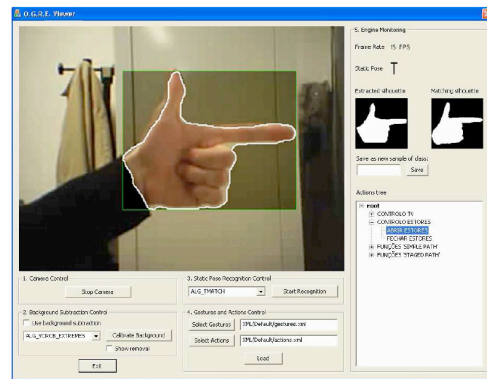 O.G.R.E. Viewer
5. Engine Monitoring
Frame Rate 15 FPS
Static Pose T
Extracted silhouette Matching silhouette
Save as new sample of class:
Save
Actions tree
root
CONTROLO TV
CONTROLO ESTORES
ABRIR ESTORES
FECHAR ESTORES
FUNÇÕES 'SIMPLE PATH'
FUNÇÕES 'STAGED PATH'
1. Camera Control
Stop Camera
3. Static Pose Recognition Control
ALG_TMATCH Start Recognition
2. Background Subtraction Control
Use background subtraction
ALG_YCRCB_EXTREMES Calibrate Background
Show removal
Exit
4. Gestures and Actions Control
Select Gestures XML/Default/gestures.xml
Select Actions XML/Default/actions.xml
Load